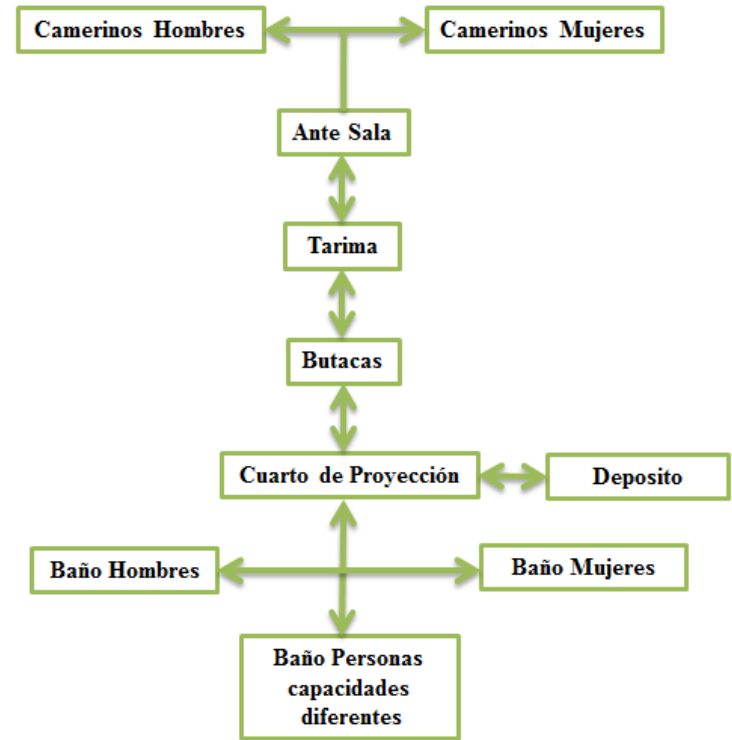 Camerinos Hombres
Camerinos Mujeres
Ante Sala
Tarima
Butacas
Cuarto de Proyección
Deposito
Baño Hombres
Baño Mujeres
Baño Personas
capacidades
diferentes